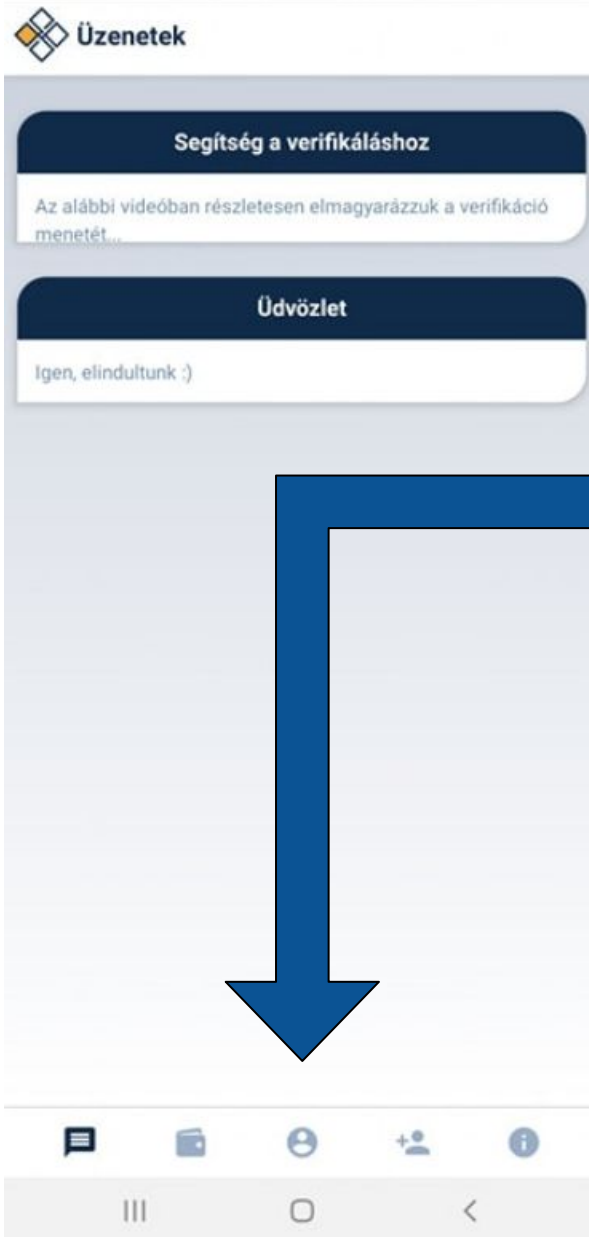 Üzenetek
Segítség a verifikáláshoz
Az alábbi videóban részletesen elmagyarázzuk a verifikáció
menetét...
Üdvözlet
Igen, elindultunk :)